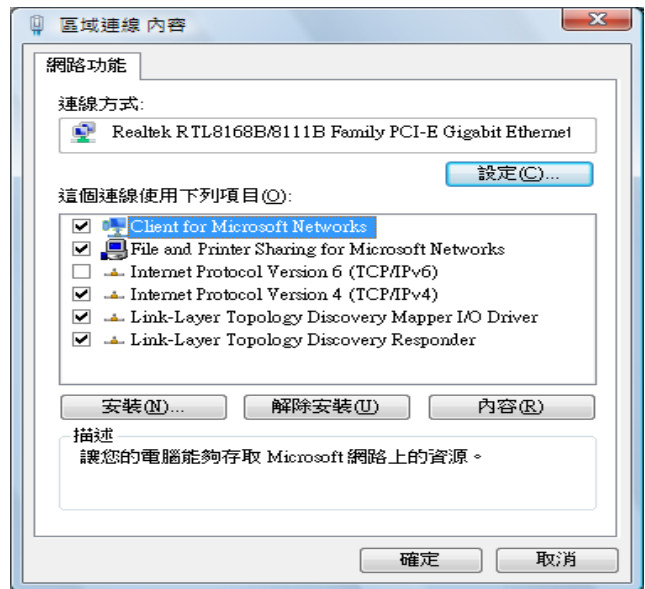 區域連線 內容
網路功能
連線方式:
Realtek RTL8168B/8111B Family PCI-E Gigabit Ethernet
設定(C)...
這個連線使用下列項目(O):
Client for Microsoft Networks
File and Printer Sharing for Microsoft Networks
Internet Protocol Version 6 (TCP/IPv6)
Internet Protocol Version 4 (TCP/IPv4)
Link-Layer Topology Discovery Mapper I/O Driver
Link-Layer Topology Discovery Responder
安裝(N)... 解除安裝(U) 內容(R)
描述
讓您的電腦能夠存取 Microsoft 網路上的資源。
確定 取消